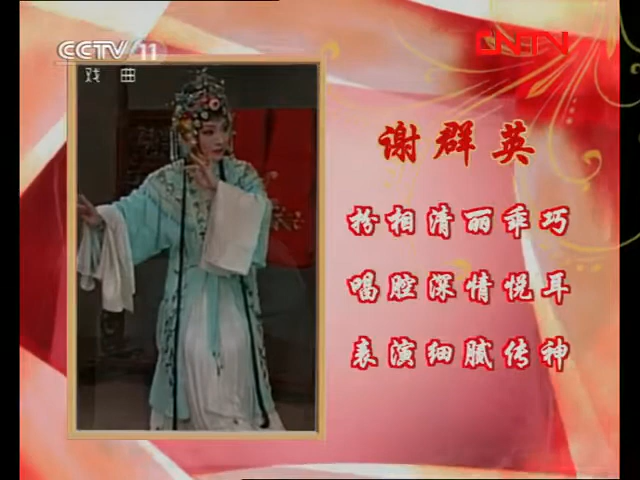 CCTV 11
戏曲
CNTV
谢群英
扮相清丽乖巧
唱腔深情悦耳
表演细腻传神